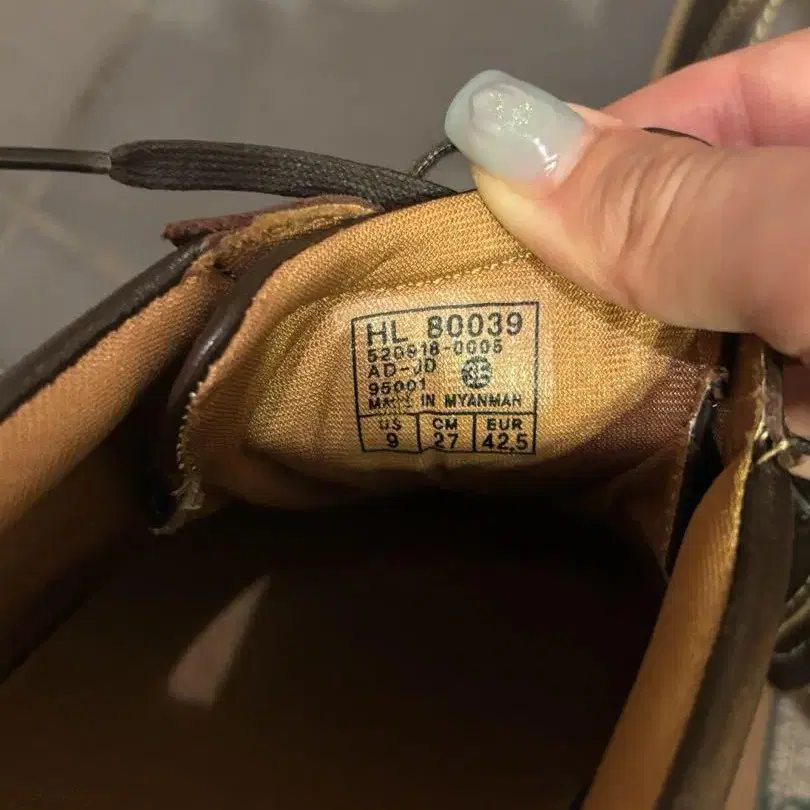 HL 80039
520918-0005
AD-JD
95001
MADE IN MYANMAR
US CM EUR
9 27 42,5